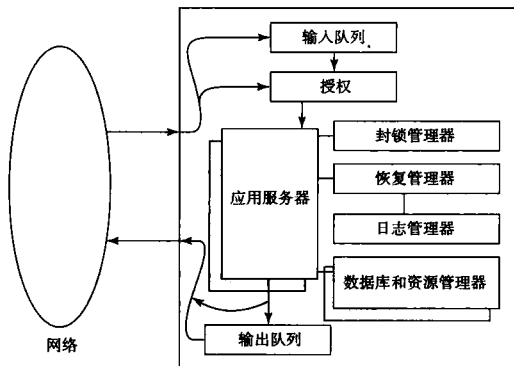 输入队列
授权
封锁管理器
应用服务器
恢复管理器
日志管理器
数据库和资源管理器
输出队列
网络